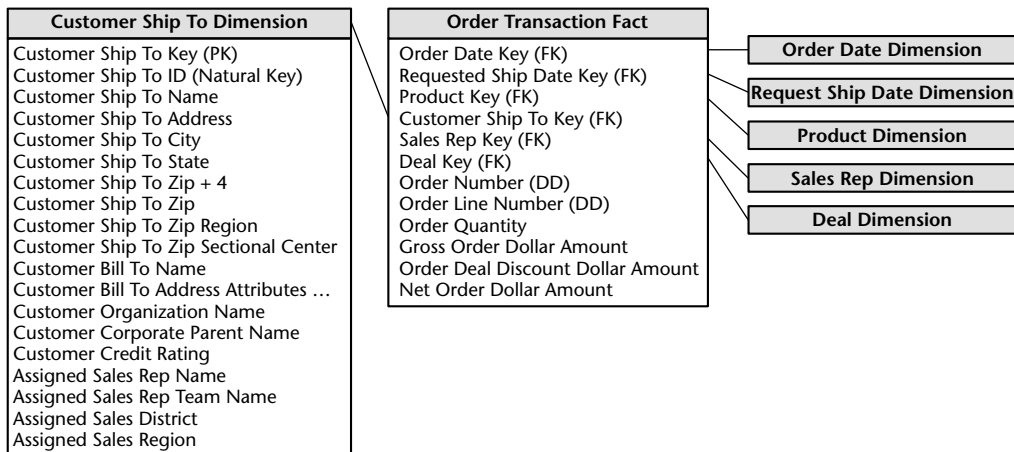 Customer Ship To Dimension
Customer Ship To Key (PK)
Customer Ship To ID (Natural Key)
Customer Ship To Name
Customer Ship To Address
Customer Ship To City
Customer Ship To State
Customer Ship To Zip + 4
Customer Ship To Zip
Customer Ship To Zip Region
Customer Ship To Zip Sectional Center
Customer Bill To Name
Customer Bill To Address Attributes …
Customer Organization Name
Customer Corporate Parent Name
Customer Credit Rating
Assigned Sales Rep Name
Assigned Sales Rep Team Name
Assigned Sales District
Assigned Sales Region
Order Transaction Fact
Order Date Key (FK)
Requested Ship Date Key (FK)
Product Key (FK)
Customer Ship To Key (FK)
Sales Rep Key (FK)
Deal Key (FK)
Order Number (DD)
Order Line Number (DD)
Order Quantity
Gross Order Dollar Amount
Order Deal Discount Dollar Amount
Net Order Dollar Amount
Order Date Dimension
Request Ship Date Dimension
Product Dimension
Sales Rep Dimension
Deal Dimension